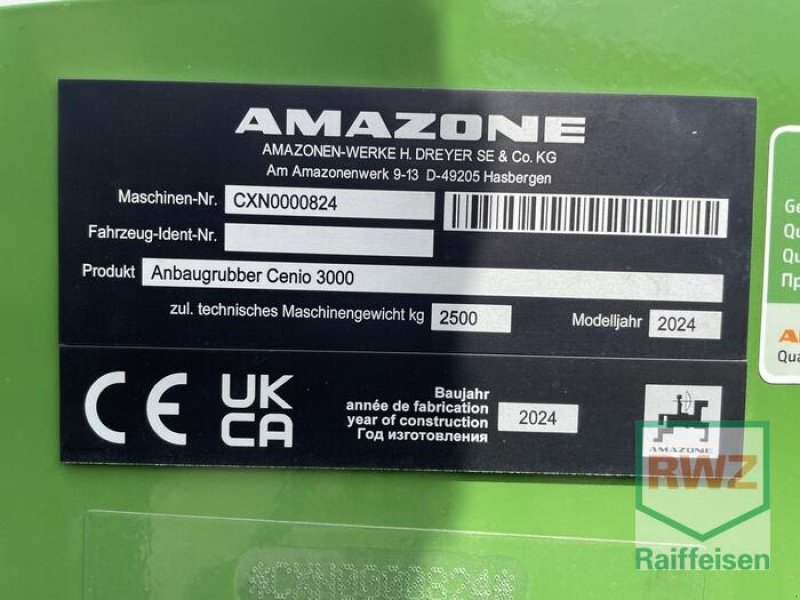 AMAZONE
AMAZONEN-WERKE H. DREYER SE & Co. KG
Am Amazonenwerk 9-13 D-49205 Hasbergen
Maschinen-Nr. CXN0000824
Fahrzeug-Ident-Nr.
Produkt Anbaugrubber Cenio 3000
zul. technisches Maschinengewicht kg 2500 Modelljahr 2024
CE UK CA
Baujahr
année de fabrication
year of construction
Год изготовления
2024
AMAZONE
RWZ
Raiffeisen
*CXN0000824*